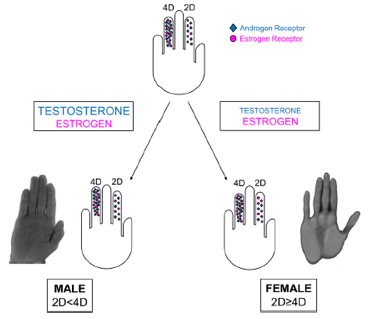 4D 2D
Androgen Receptor
Estrogen Receptor
TESTOSTERONE
ESTROGEN
TESTOSTERONE
ESTROGEN
4D 2D
4D 2D
MALE
2D<4D
FEMALE
2D≥4D